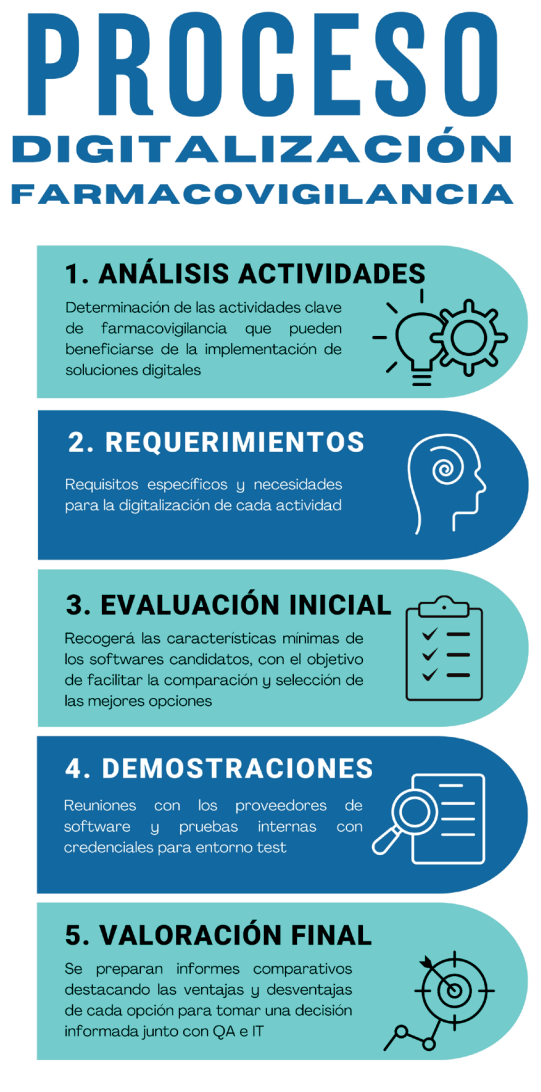 PROCESO
DIGITALIZACIÓN
FARMACOVIGILANCIA
1. ANÁLISIS ACTIVIDADES
Determinación de las actividades clave
de farmacovigilancia que pueden
beneficiarse de la implementación de
soluciones digitales
2. REQUERIMIENTOS
Requisitos específicos y necesidades
para la digitalización de cada actividad
3. EVALUACIÓN INICIAL
Recogerá las características mínimas de
los softwares candidatos, con el objetivo
de facilitar la comparación y selección de
las mejores opciones
4. DEMOSTRACIONES
Reuniones con los proveedores de
software y pruebas internas con
credenciales para entorno test
5. VALORACIÓN FINAL
Se preparan informes comparativos
destacando las ventajas y desventajas
de cada opción para tomar una decisión
informada junto con QA e IT